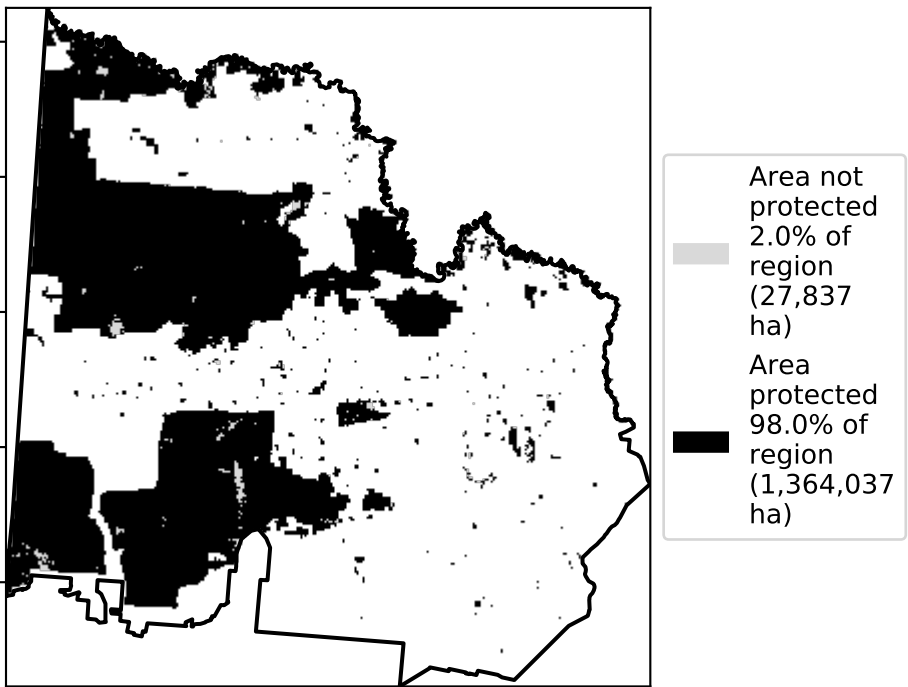 Area not
protected
2.0% of
region
(27,837
ha)
Area
protected
98.0% of
region
(1,364,037
ha)